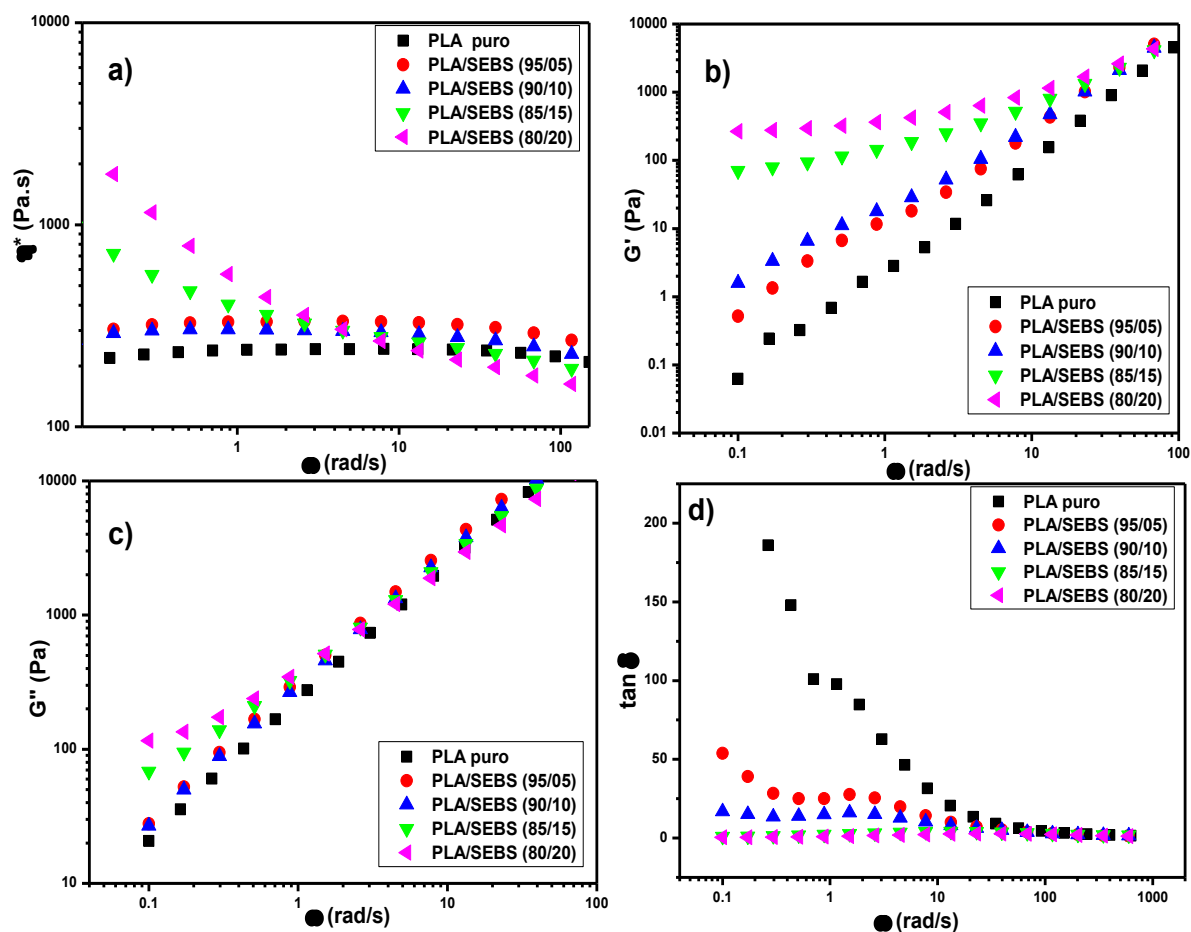 a)
PLA puro
PLA/SEBS (95/05)
PLA/SEBS (90/10)
PLA/SEBS (85/15)
PLA/SEBS (80/20)
10000
1000
100
* (Pa.s)
1
10
100
(rad/s)
b)
10000
1000
100
10
1
0.1
0.01
G' (Pa)
PLA puro
PLA/SEBS (95/05)
PLA/SEBS (90/10)
PLA/SEBS (85/15)
PLA/SEBS (80/20)
0.1
1
10
100
(rad/s)
c)
10000
1000
100
10
G'' (Pa)
PLA puro
PLA/SEBS (95/05)
PLA/SEBS (90/10)
PLA/SEBS (85/15)
PLA/SEBS (80/20)
0.1
1
10
100
(rad/s)
d)
PLA puro
PLA/SEBS (95/05)
PLA/SEBS (90/10)
PLA/SEBS (85/15)
PLA/SEBS (80/20)
200
150
100
50
0
tan
0.1
1
10
100
1000
(rad/s)